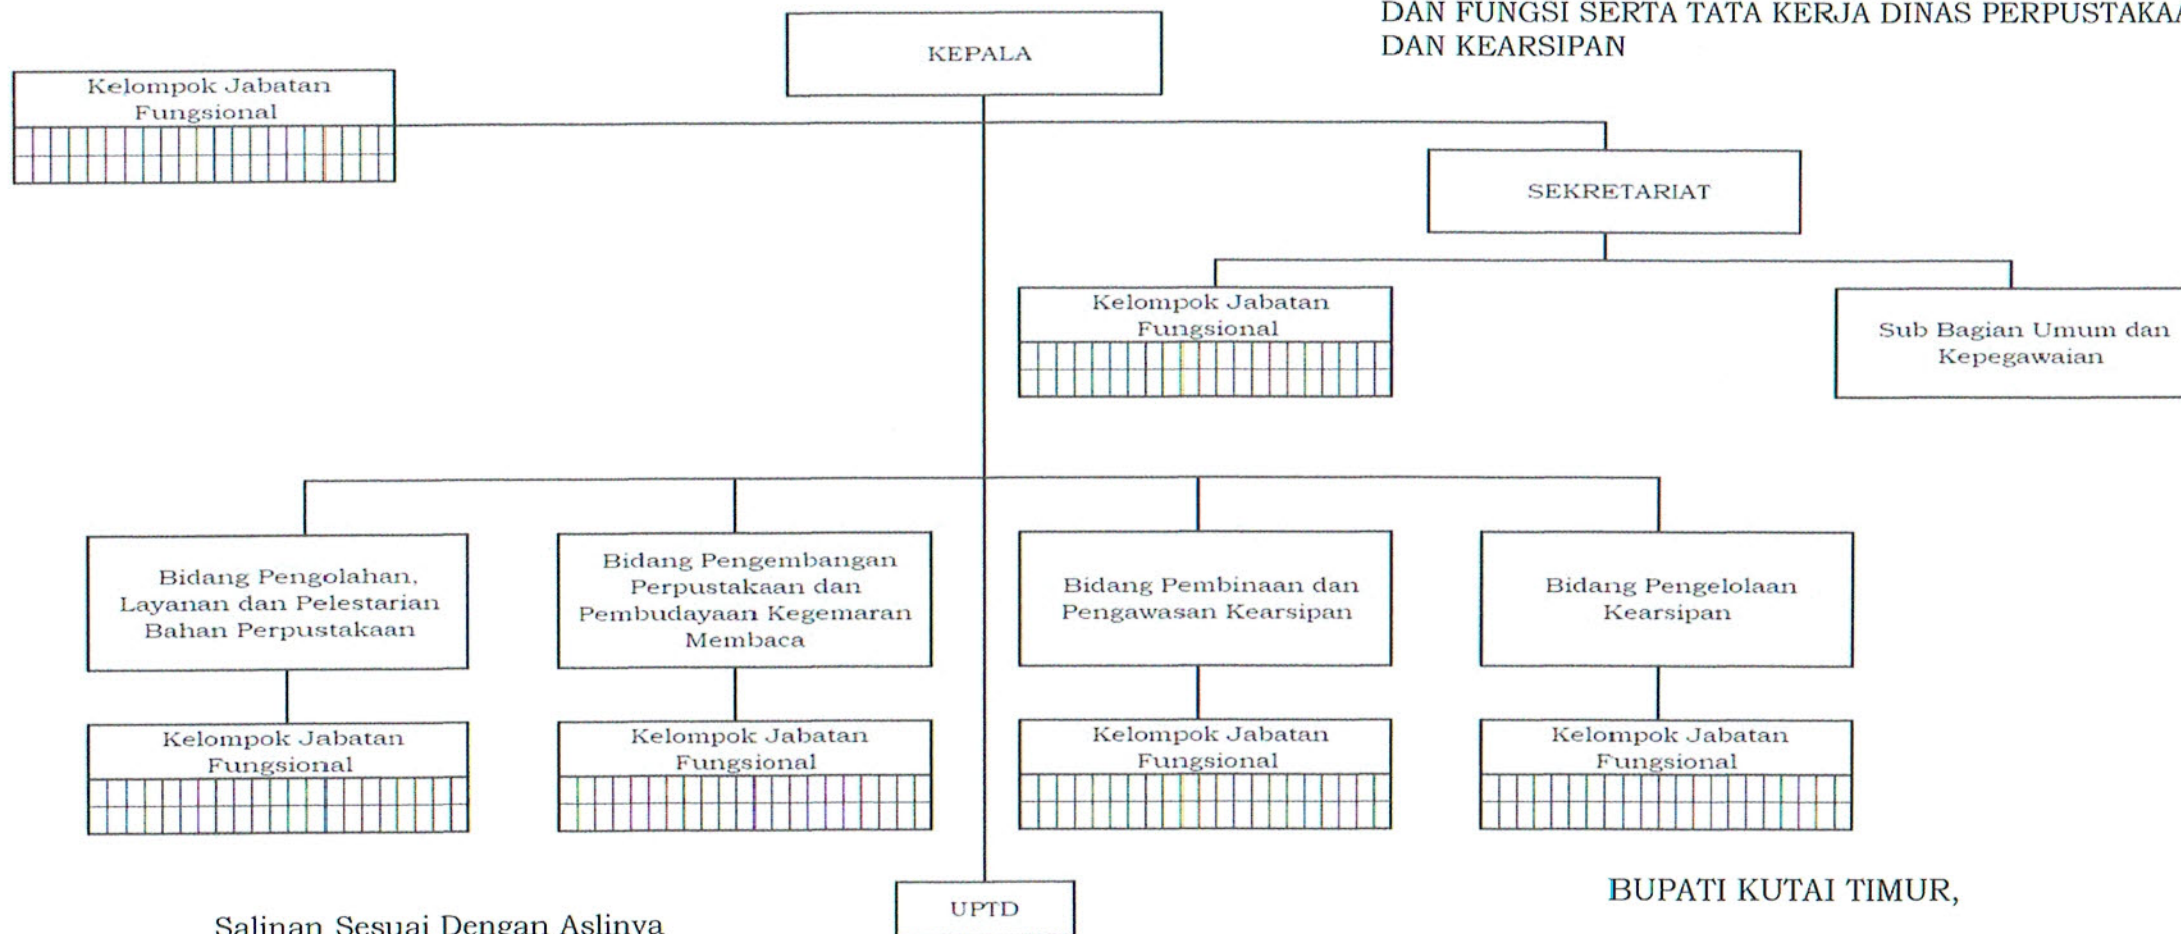 DAN FUNGSI SERTA TATA KERJA DINAS
DAN KEARSIPAN
KEPALA
Kelompok Jabatan
Fungsional
SEKRETARIAT
Kelompok Jabatan
Fungsional
Sub Bagian Umum dan
Kepegawaian
Bidang Pengolahan,
Layanan dan Pelestarian
Bahan Perpustakaan
Bidang Pengembangan
Perpustakaan dan
Pembudayaan Kegemaran
Membaca
Bidang Pembinaan dan
Pengawasan Kearsipan
Bidang Pengelolaan
Kearsipan
Kelompok Jabatan
Fungsional
Kelompok Jabatan
Fungsional
Kelompok Jabatan
Fungsional
Kelompok Jabatan
Fungsional
UPTD
BUPATI KUTAI TIMUR,
Salinan Sesuai Dengan Aslinya